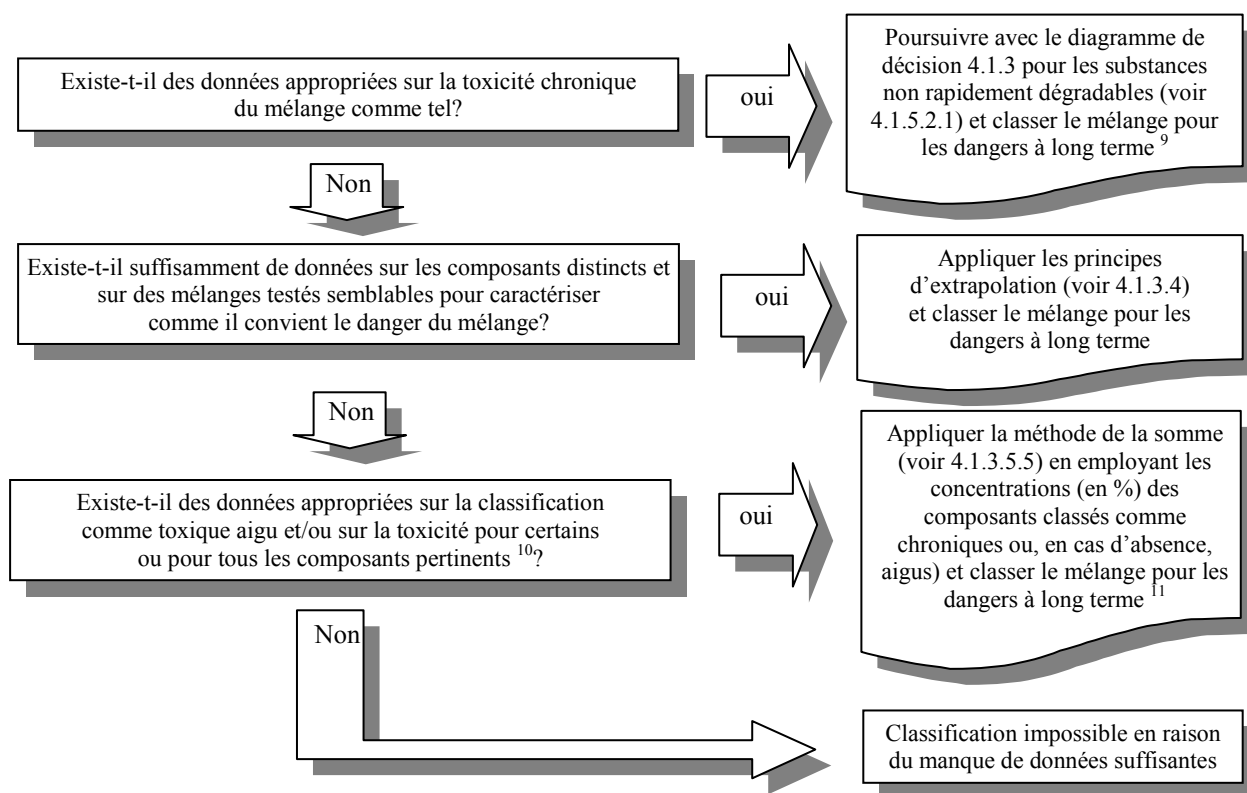 Existe-t-il des données appropriées sur la toxicité chronique
du mélange comme tel?
oui
Poursuivre avec le diagramme de
décision 4.1.3 pour les substances
non rapidement dégradables (voir
4.1.5.2.1) et classer le mélange pour
les dangers à long terme 9
Non
Existe-t-il suffisamment de données sur les composants distincts et
sur des mélanges testés semblables pour caractériser
comme il convient le danger du mélange?
oui
Appliquer les principes
d’extrapolation (voir 4.1.3.4)
et classer le mélange pour les
dangers à long terme
Non
Existe-t-il des données appropriées sur la classification
comme toxique aigu et/ou sur la toxicité pour certains
ou pour tous les composants pertinents 10?
oui
Appliquer la méthode de la somme
(voir 4.1.3.5.5) en employant les
concentrations (en %) des
composants classés comme
chroniques ou, en cas d’absence,
aigus) et classer le mélange pour les
dangers à long terme 11
Non
Classification impossible en raison
du manque de données suffisantes